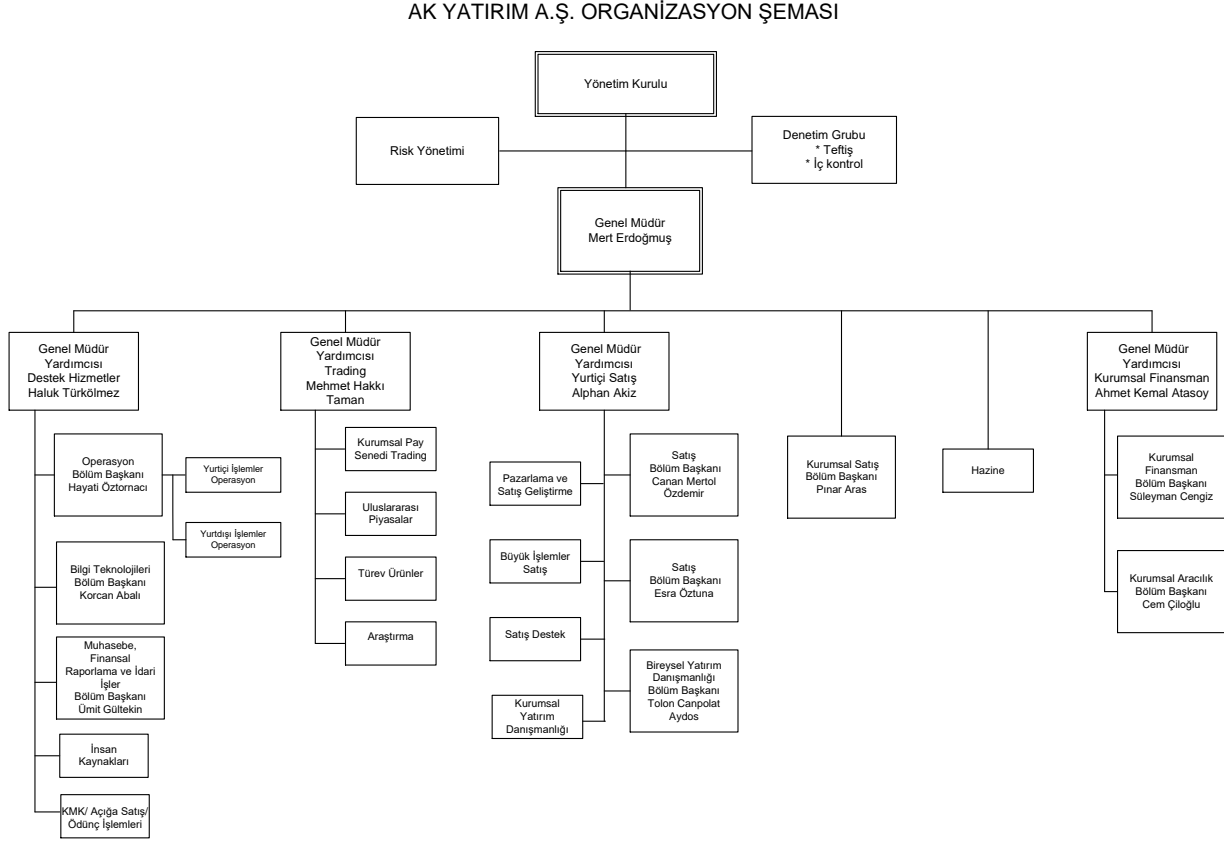 AK YATIRIM A.Ş. ORGANİZASYON ŞEMASI
Yönetim Kurulu
Risk Yönetimi
Denetim Grubu
* Teftiş
* İç kontrol
Genel Müdür
Mert Erdoğmuş
Genel Müdür
Yardımcısı
Destek Hizmetler
Haluk Türkölmez
Genel Müdür
Yardımcısı
Trading
Mehmet Hakkı
Taman
Genel Müdür
Yardımcısı
Yurtiçi Satış
Alphan Akiz
Genel Müdür
Yardımcısı
Kurumsal Finansman
Ahmet Kemal Atasoy
Operasyon
Bölüm Başkanı
Hayati Öztornacı
Yurtiçi İşlemler
Operasyon
Yurtdışı İşlemler
Operasyon
Bilgi Teknolojileri
Bölüm Başkanı
Korcan Abalı
Muhasebe,
Finansal
Raporlama ve İdari
İşler
Bölüm Başkanı
Ümit Gültekin
İnsan
Kaynakları
KMK/ Açığa Satış/
Ödünç İşlemleri
Kurumsal Pay
Senedi Trading
Uluslararası
Piyasalar
Türev Ürünler
Araştırma
Pazarlama ve
Satış Geliştirme
Büyük İşlemler
Satış
Satış Destek
Kurumsal
Yatırım
Danışmanlığı
Satış
Bölüm Başkanı
Canan Mertol
Özdemir
Satış
Bölüm Başkanı
Esra Öztuna
Bireysel Yatırım
Danışmanlığı
Bölüm Başkanı
Tolon Canpolat
Aydos
Kurumsal Satış
Bölüm Başkanı
Pınar Aras
Hazine
Kurumsal
Finansman
Bölüm Başkanı
Süleyman Cengiz
Kurumsal Aracılık
Bölüm Başkanı
Cem Çiloğlu